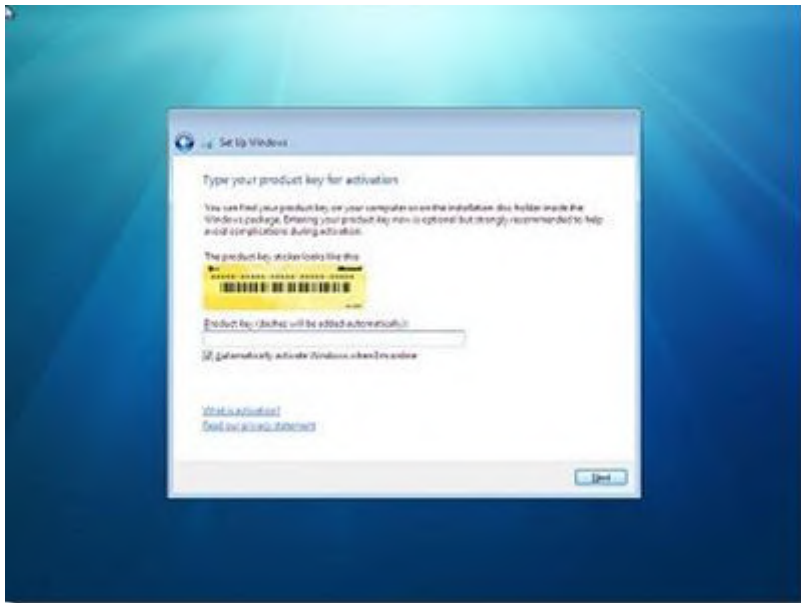 Set Up Windows
Type your product key for activation
You can find your product key on your computer or on the installation disc holder inside the
Windows package. Entering your product key now is optional but strongly recommended to help
avoid complications during activation.
The product key sticker looks like this:
Product key (dashes will be added automatically):
Automatically activate Windows when I'm online
What is activation?
Read our privacy statement
Next